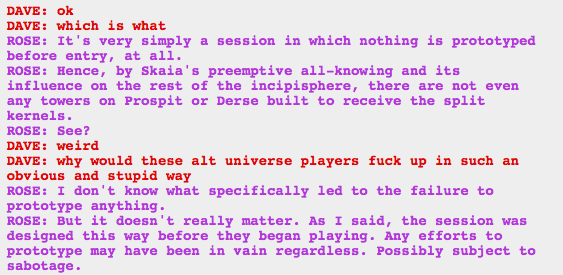 DAVE: ok
DAVE: which is what
ROSE: It's very simply a session in which nothing is prototyped
before entry, at all.
ROSE: Hence, by Skaia's preemptive all-knowing and its
influence on the rest of the incipisphere, there are not even
any towers on Prospit or Derse built to receive the split
kernels.
ROSE: See?
DAVE: weird
DAVE: why would these alt universe players fuck up in such an
obvious and stupid way
ROSE: I don't know what specifically led to the failure to
prototype anything.
ROSE: But it doesn't really matter. As I said, the session was
designed this way before they began playing. Any efforts to
prototype may have been in vain regardless. Possibly subject to
sabotage.